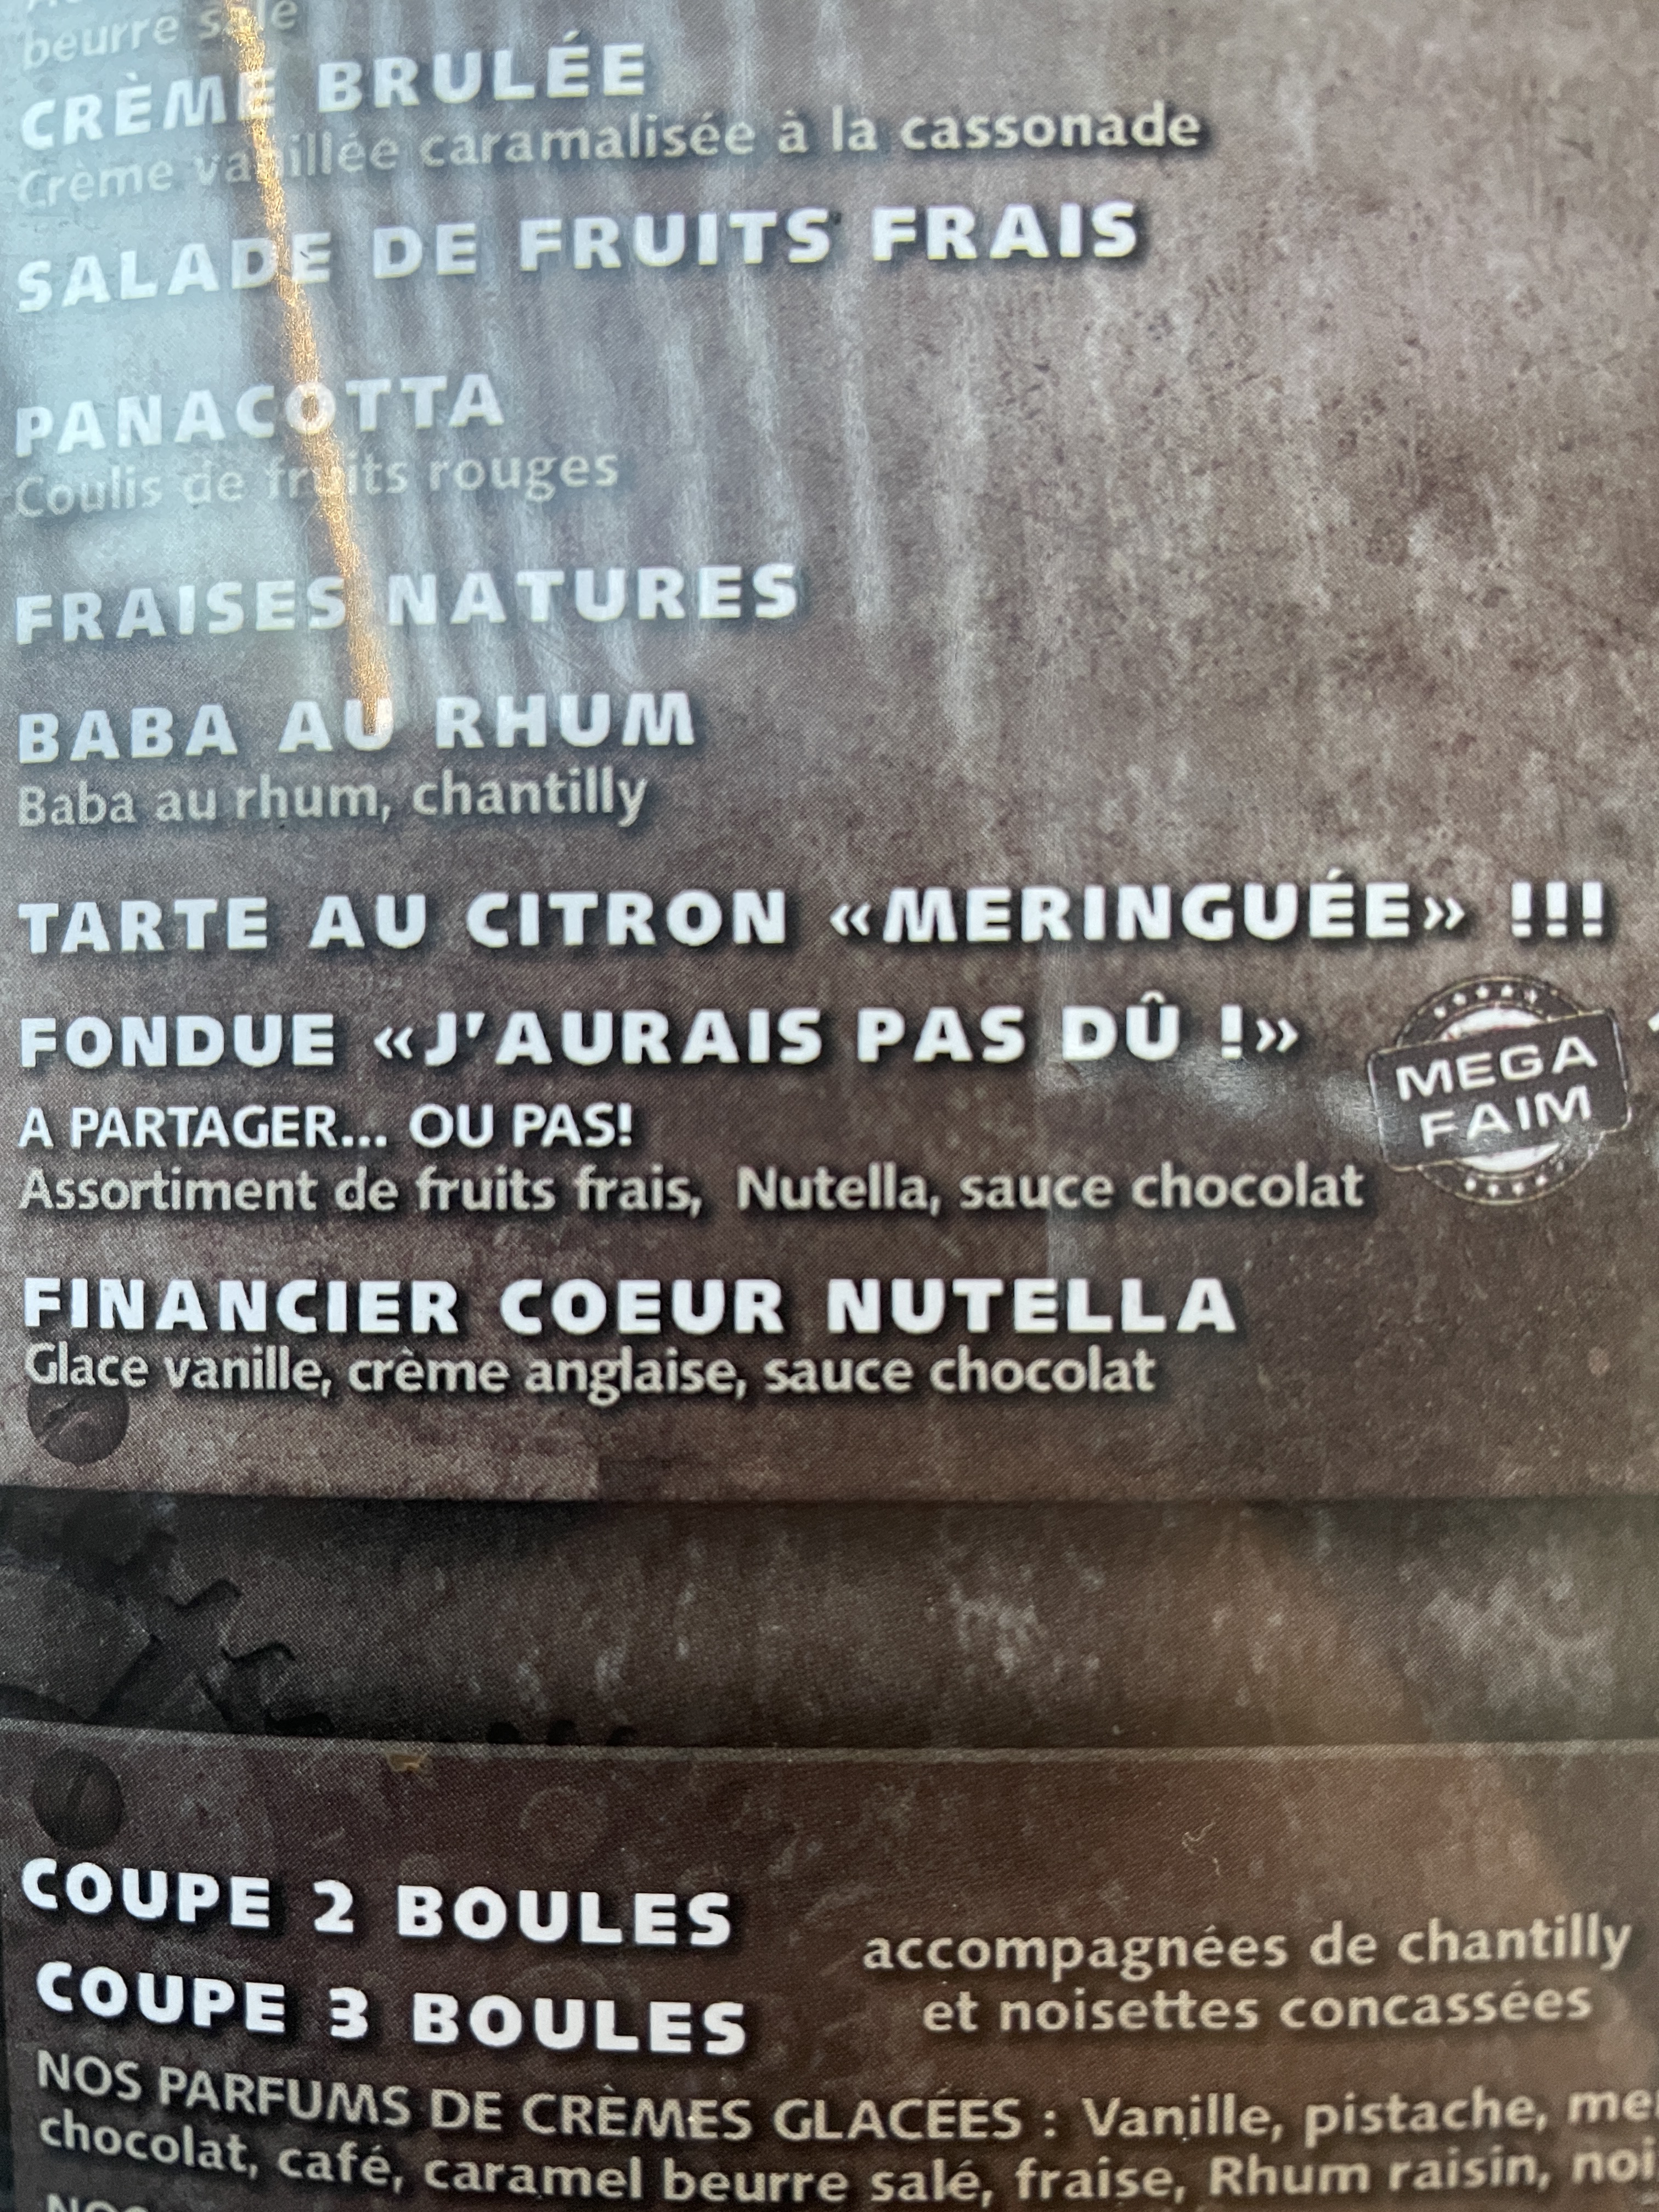 beurre salé
CRÈME BRULÉE
Crème vanillée caramalisée à la cassonade
SALADE DE FRUITS FRAIS
PANACOTTA
Coulis de fruits rouges
FRAISES NATURES
BABA AU RHUM
Baba au rhum, chantilly
TARTE AU CITRON «MERINGUÉE» !!!
FONDUE «J'AURAIS PAS DÛ !»
MEGA
FAIM
A PARTAGER... OU PAS!
Assortiment de fruits frais, Nutella, sauce chocolat
FINANCIER COEUR NUTELLA
Glace vanille, crème anglaise, sauce chocolat
COUPE 2 BOULES
COUPE 3 BOULES
accompagnées de chantilly
et noisettes concassées
NOS PARFUMS DE CRÈMES GLACÉES : Vanille, pistache,
chocolat, café, caramel beurre salé, fraise, Rhum raisin,